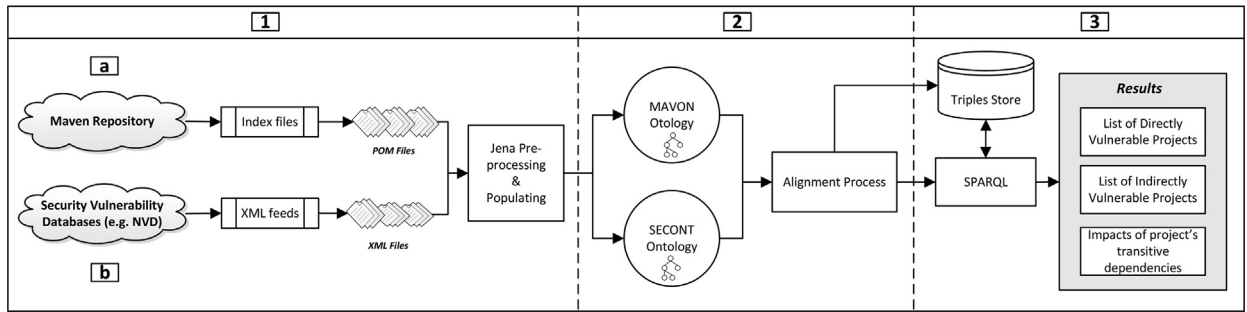 1
2
3
a
Maven Repository
Index files
POM Files
Security Vulnerability
Databases (e.g. NVD)
XML feeds
XML Files
b
Jena Pre-
processing
&
Populating
MAVON
Otology
SECONT
Ontology
Alignment Process
Triples Store
SPARQL
Results
List of Directly
Vulnerable Projects
List of Indirectly
Vulnerable Projects
Impacts of project's
transitive
dependencies